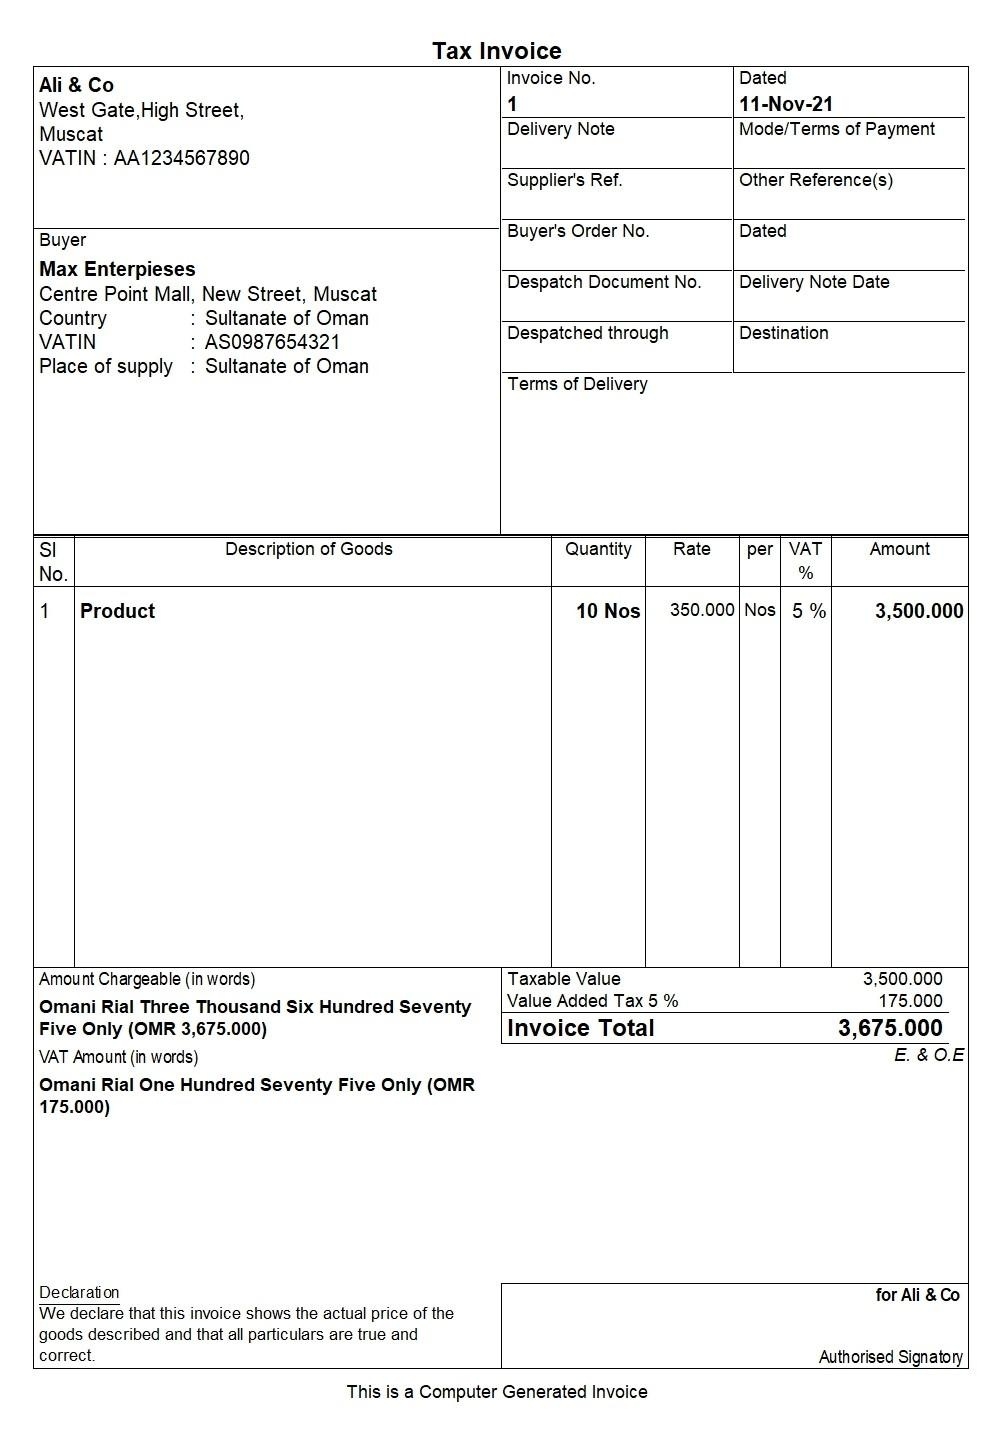 Tax Invoice
Ali & Co
West Gate,High Street,
Muscat
VATIN : AA1234567890
Invoice No.
1
Dated
11-Nov-21
Delivery Note
Mode/Terms of Payment
Supplier's Ref.
Other Reference(s)
Buyer's Order No.
Dated
Despatch Document No.
Delivery Note Date
Despatched through
Destination
Terms of Delivery
Buyer
Max Enterpieses
Centre Point Mall, New Street, Muscat
Country : Sultanate of Oman
VATIN : AS0987654321
Place of supply : Sultanate of Oman
Sl No. Description of Goods Quantity Rate per VAT % Amount
1 Product 10 Nos 350.000 Nos 5 % 3,500.000
Amount Chargeable (in words)
Omani Rial Three Thousand Six Hundred Seventy
Five Only (OMR 3,675.000)
VAT Amount (in words)
Omani Rial One Hundred Seventy Five Only (OMR
175.000)
Taxable Value 3,500.000
Value Added Tax 5 % 175.000
Invoice Total 3,675.000
E. & O.E
Declaration
We declare that this invoice shows the actual price of the
goods described and that all particulars are true and
correct.
for Ali & Co
Authorised Signatory
This is a Computer Generated Invoice